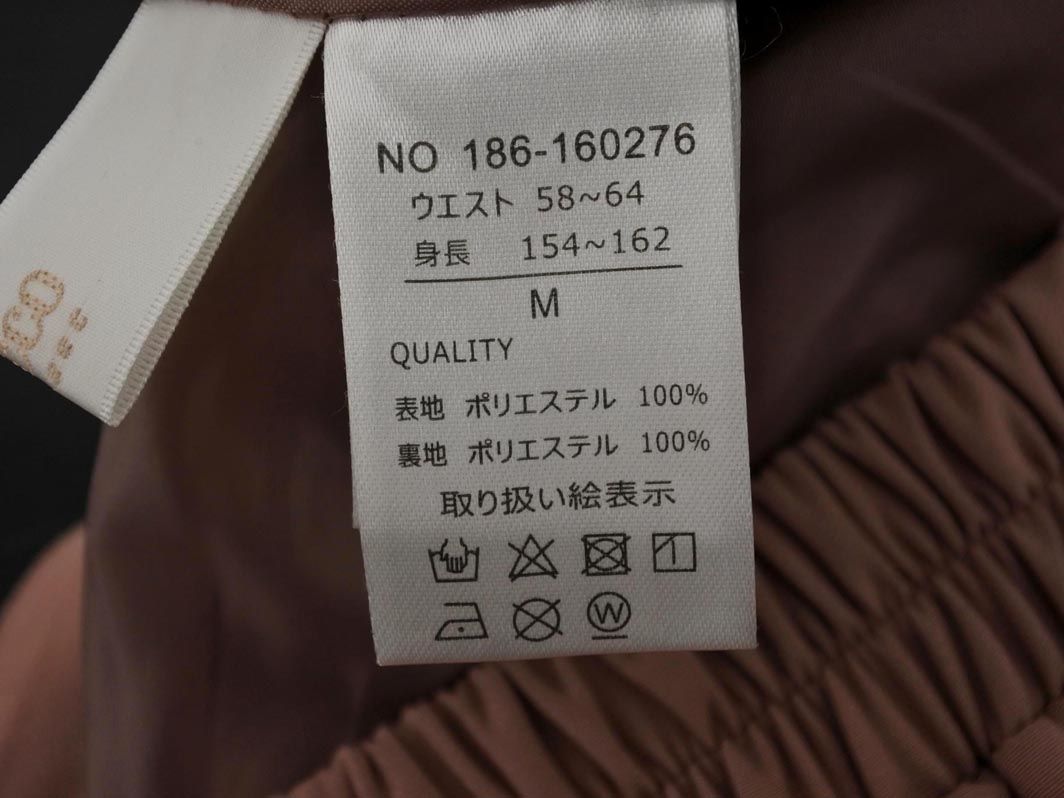 NO 186-160276
ウエスト 58~64
身長 154~162
M
QUALITY
表地 ポリエステル 100%
裏地 ポリエステル 100%
取り扱い絵表示
W